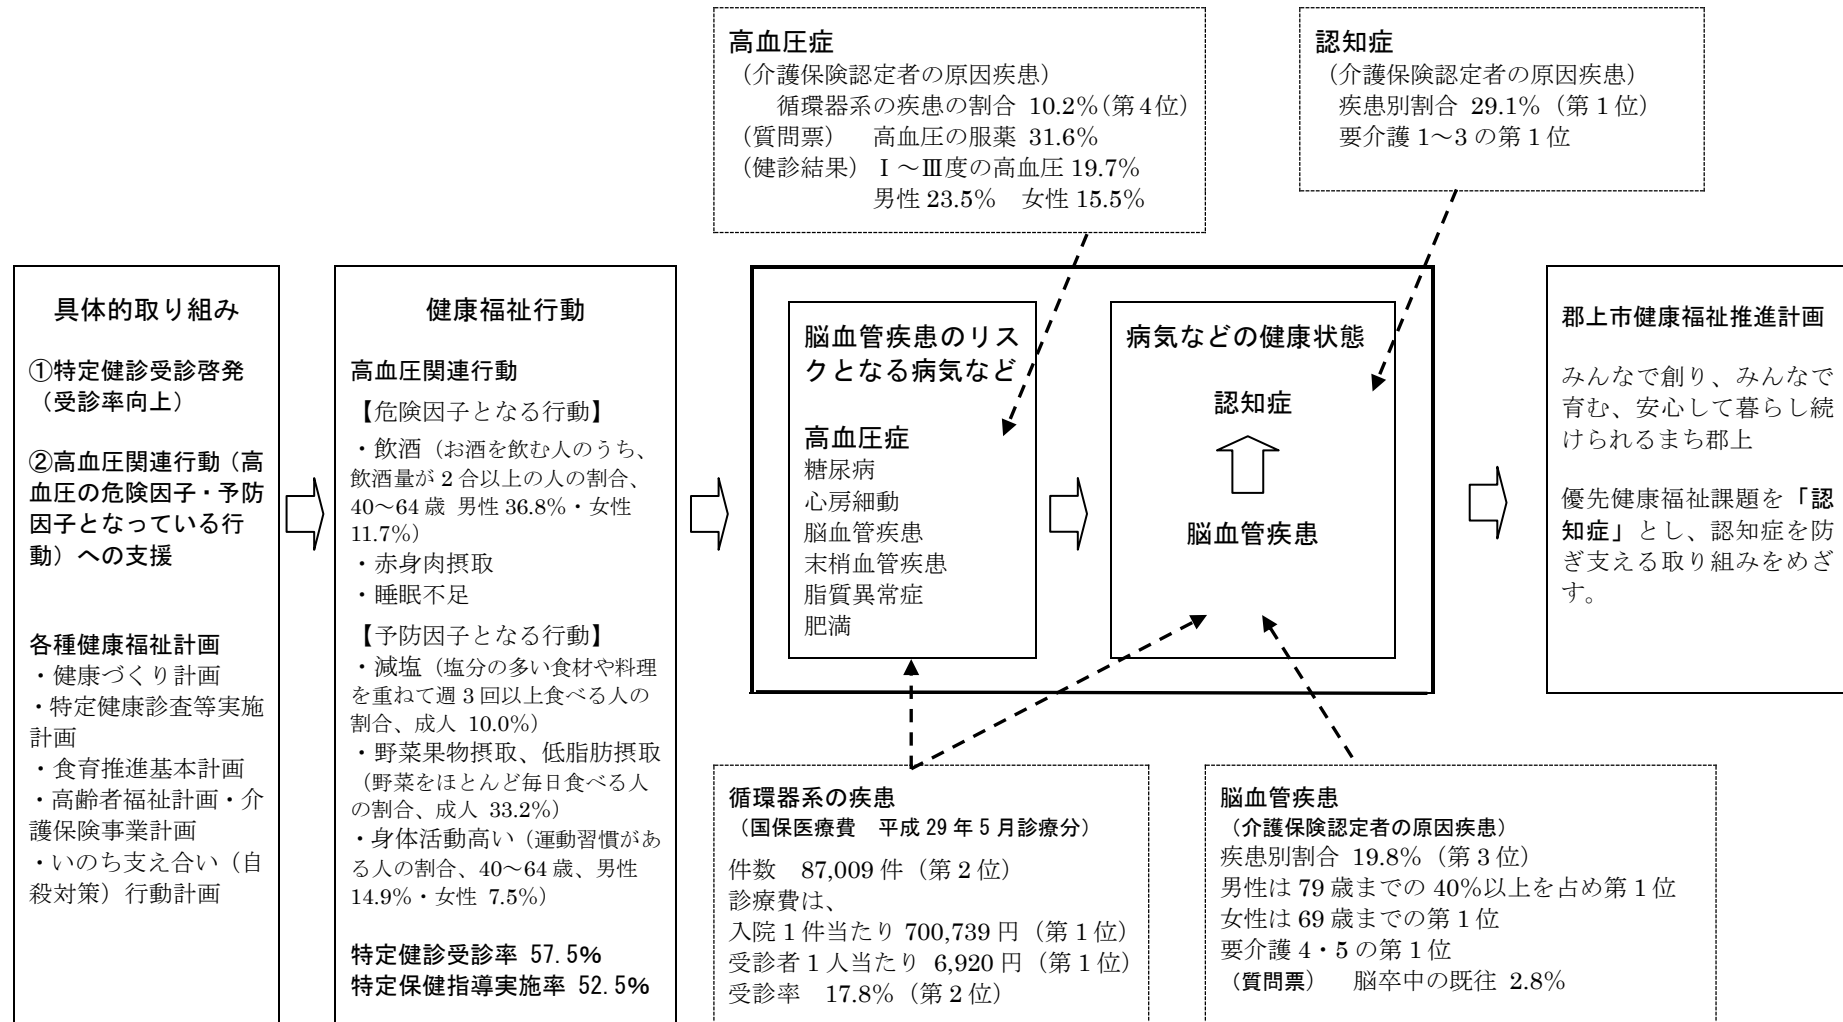 高血圧症
（介護保険認定者の原因疾患）
循環器系の疾患の割合 10.2%（第4位）
（質問票）　高血圧の服薬 31.6%
（健診結果）Ⅰ～Ⅲ度の高血圧 19.7%
男性 23.5%　女性 15.5%
認知症
（介護保険認定者の原因疾患）
疾患別割合 29.1%（第1位）
要介護 1～3 の第1位
具体的取り組み
①特定健診受診啓発
（受診率向上）
②高血圧関連行動（高
血圧の危険因子・予防
因子となっている行
動）への支援
各種健康福祉計画
・健康づくり計画
・特定健康診査等実施
計画
・食育推進基本計画
・高齢者福祉計画・介
護保険事業計画
・いのち支え合い（自
殺対策）行動計画
健康福祉行動
高血圧関連行動
【危険因子となる行動】
・飲酒（お酒を飲む人のうち、
飲酒量が 2 合以上の人の割合、
40～64 歳 男性 36.8%・女性
11.7%）
・赤身肉摂取
・睡眠不足
【予防因子となる行動】
・減塩（塩分の多い食材や料理
を重ねて週 3 回以上食べる人の
割合、成人 10.0%）
・野菜果物摂取、低脂肪摂取
（野菜をほとんど毎日食べる人
の割合、成人 33.2%）
・身体活動高い（運動習慣があ
る人の割合、40～64 歳、男性
14.9%・女性 7.5%）
特定健診受診率 57.5%
特定保健指導実施率 52.5%
脳血管疾患のリス
クとなる病気など
高血圧症
糖尿病
心房細動
脳血管疾患
末梢血管疾患
脂質異常症
肥満
病気などの健康状態
認知症
脳血管疾患
郡上市健康福祉推進計画
みんなで創り、みんなで
育む、安心して暮らし続
けられるまち郡上
優先健康福祉課題を「認
知症」とし、認知症を防
ぎ支える取り組みをめざ
す。
循環器系の疾患
（国保医療費　平成 29 年 5 月診療分）
件数　87,009 件（第2位）
診療費は、
入院 1 件当たり 700,739 円（第1位）
受診者 1 人当たり 6,920 円（第1位）
受診率　17.8%（第2位）
脳血管疾患
（介護保険認定者の原因疾患）
疾患別割合 19.8%（第3位）
男性は 79 歳までの 40%以上を占め第1位
女性は 69 歳までの第1位
要介護 4・5 の第1位
（質問票）　脳卒中の既往 2.8%